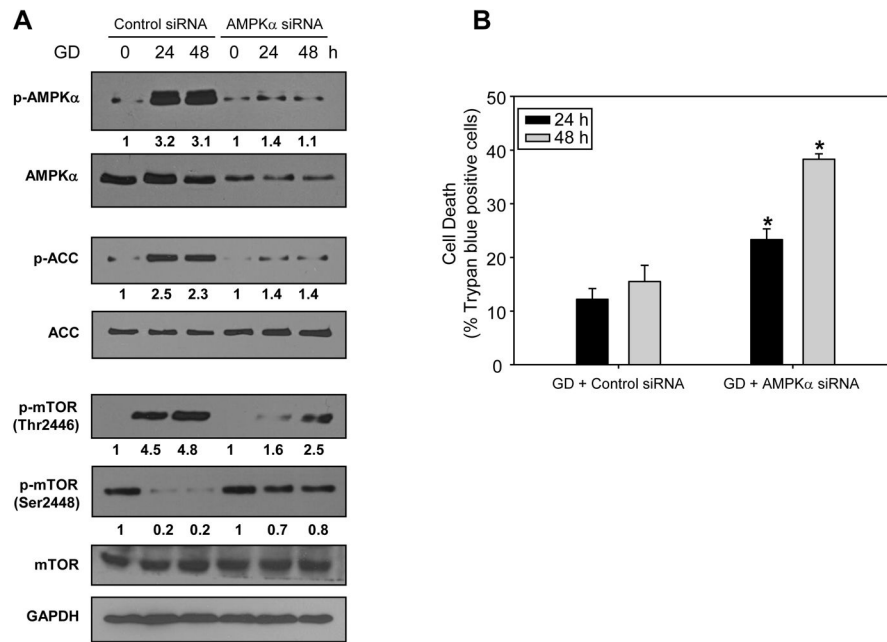 A
Control siRNA AMPKα siRNA
GD 0 24 48 0 24 48 h
p-AMPKα
1 3.2 3.1 1 1.4 1.1
AMPKα
p-ACC
1 2.5 2.3 1 1.4 1.4
ACC
p-mTOR
(Thr2446)
1 4.5 4.8 1 1.6 2.5
p-mTOR
(Ser2448)
1 0.2 0.2 1 0.7 0.8
mTOR
GAPDH
B
Cell Death
(% Trypan blue positive cells)
50
40
30
20
10
0
24 h
48 h
*
*
GD + Control siRNA
GD + AMPKα siRNA